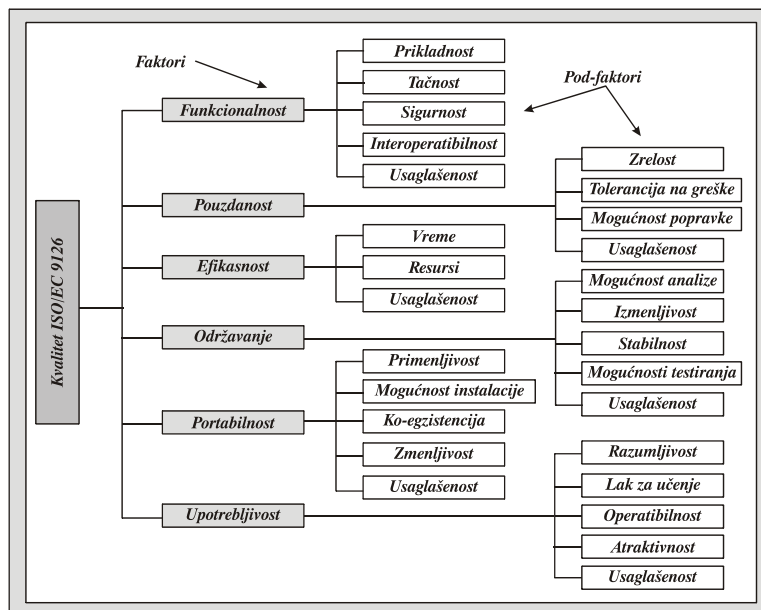 Faktori
Pod-faktori
Kvalitet ISO/EC 9126
Funkcionalnost
Prikladnost
Tačnost
Sigurnost
Interoperatibilnost
Usaglašenost
Pouzdanost
Zrelost
Tolerancija na greške
Mogućnost popravke
Usaglašenost
Efikasnost
Vreme
Resursi
Usaglašenost
Održavanje
Mogućnost analize
Izmenljivost
Stabilnost
Mogućnosti testiranja
Usaglašenost
Portabilnost
Primenljivost
Mogućnost instalacije
Ko-egzistencija
Zmenljivost
Usaglašenost
Upotrebljivost
Razumljivost
Lak za učenje
Operatibilnost
Atraktivnost
Usaglašenost